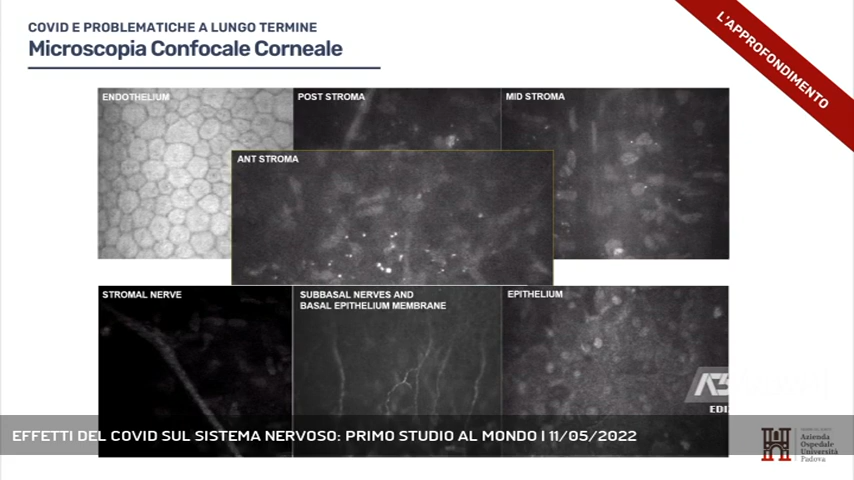 COVID E PROBLEMATICHE A LUNGO TERMINE
Microscopia Confocale Corneale
L'APPROFONDIMENTO
ENDOTHELIUM
POST STROMA
MID STROMA
ANT STROMA
STROMAL NERVE
SUBBASAL NERVES AND
BASAL EPITHELIUM MEMBRANE
EPITHELIUM
EFFETTI DEL COVID SUL SISTEMA NERVOSO: PRIMO STUDIO AL MONDO | 11/05/2022
Azienda
Ospedale
Università
Padova